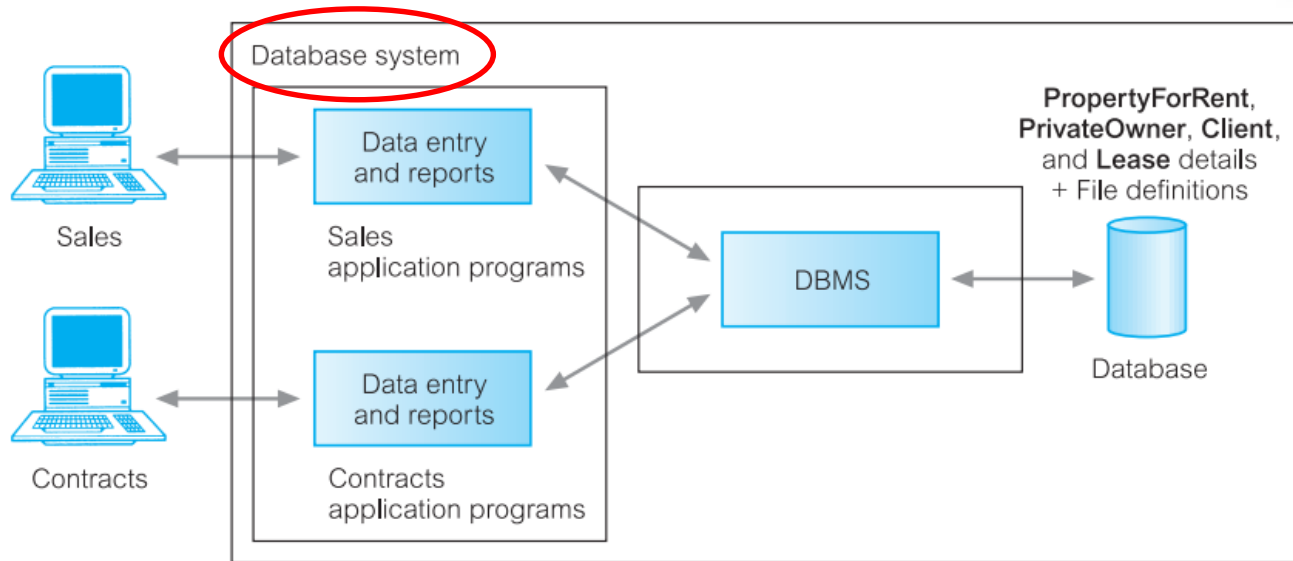 Database system
Sales
Data entry
and reports
Sales
application programs
Contracts
Data entry
and reports
Contracts
application programs
DBMS
PropertyForRent,
PrivateOwner, Client,
and Lease details
+ File definitions
Database